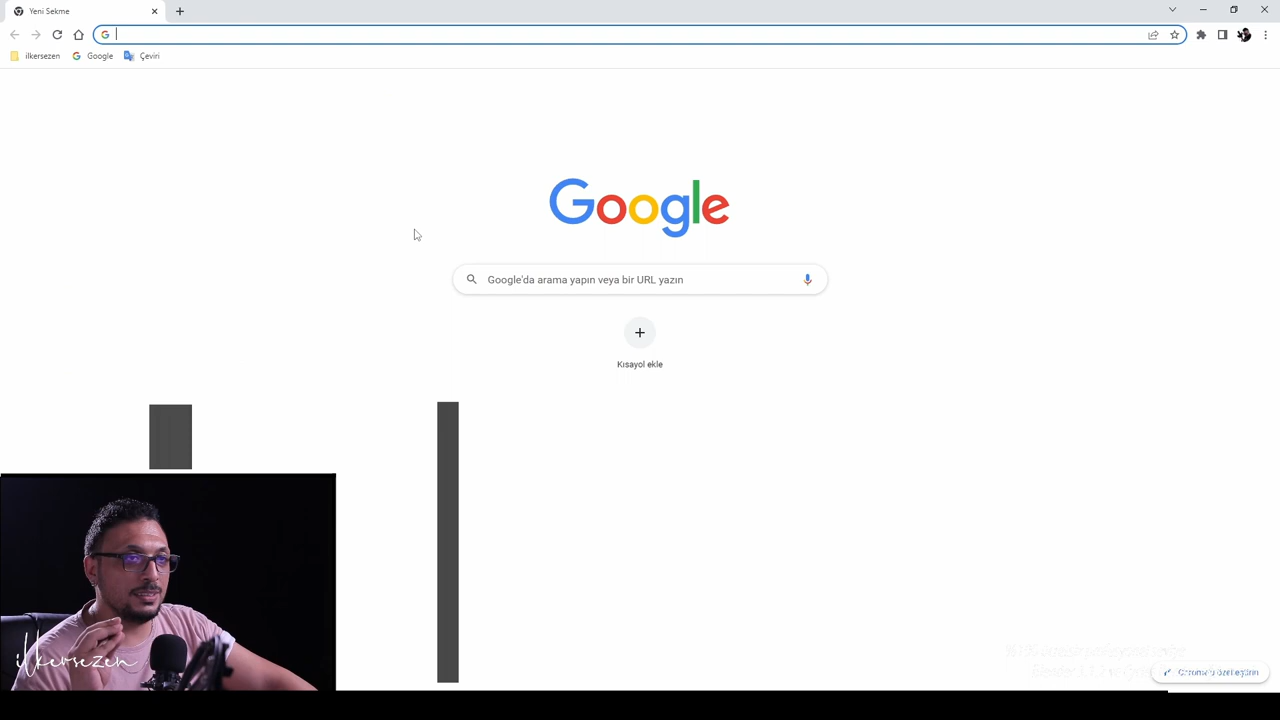 Yeni Sekme
ilkersezen
Google
Çeviri
Google
Google'da arama yapın veya bir URL yazın
Kısayol ekle
ilkersezen